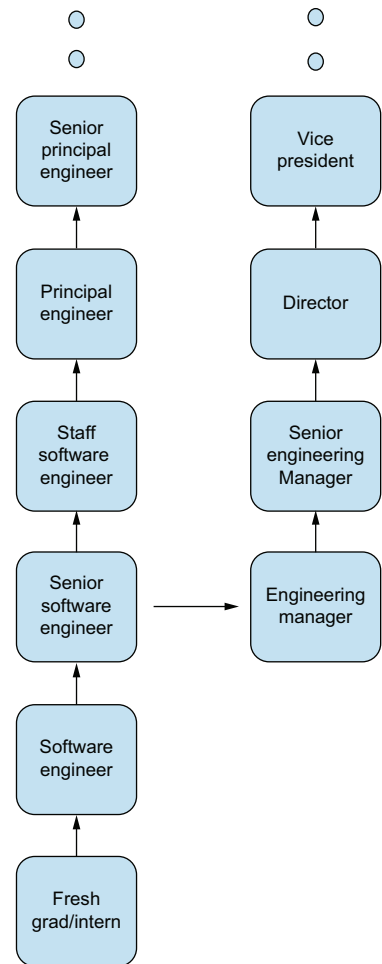 Senior
principal
engineer
Principal
engineer
Staff
software
engineer
Senior
software
engineer
Software
engineer
Fresh
grad/intern
Vice
president
Director
Senior
engineering
Manager
Engineering
manager